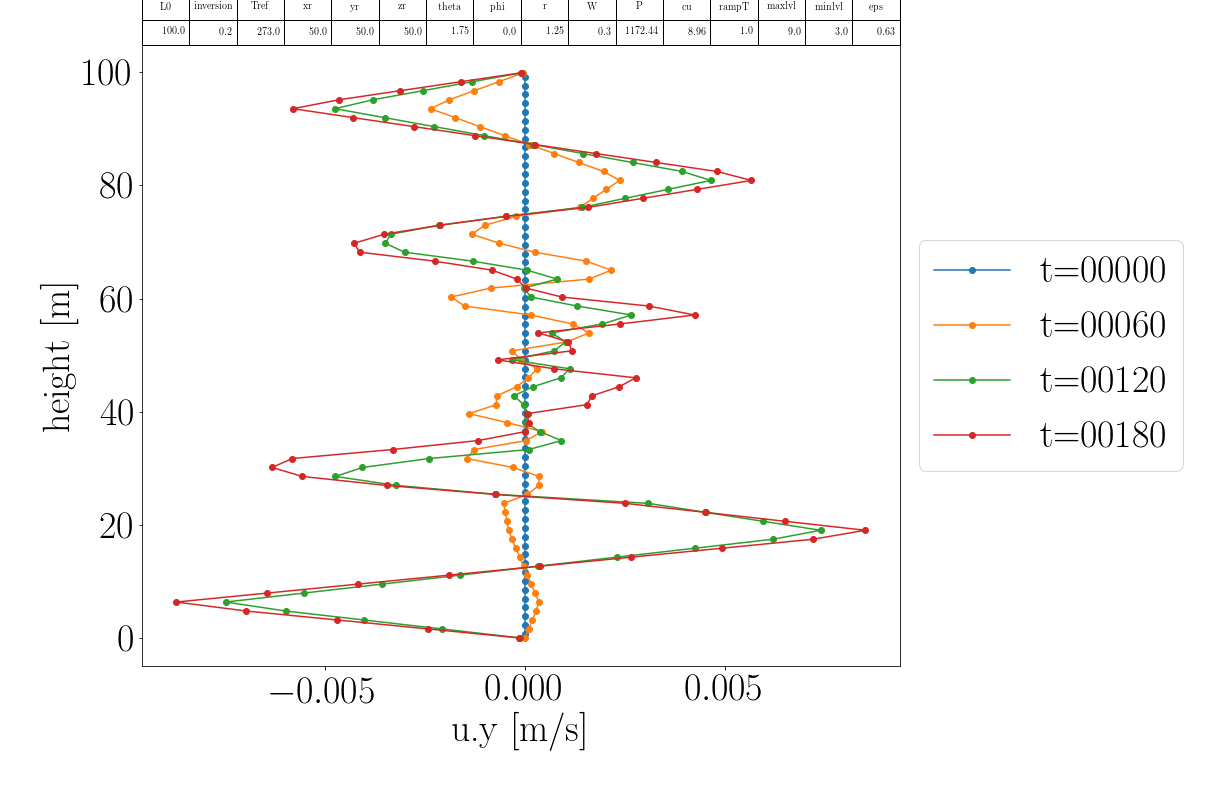 L0 inversion Tref xr yr zr theta phi r W P cu rampT maxlvl minlvl eps
100.0 0.2 273.0 50.0 50.0 50.0 1.75 0.0 1.25 0.3 1172.44 8.96 1.0 9.0 3.0 0.63
100
80
60
40
20
0
height [m]
−0.005 0.000 0.005
u.y [m/s]
t=00000
t=00060
t=00120
t=00180